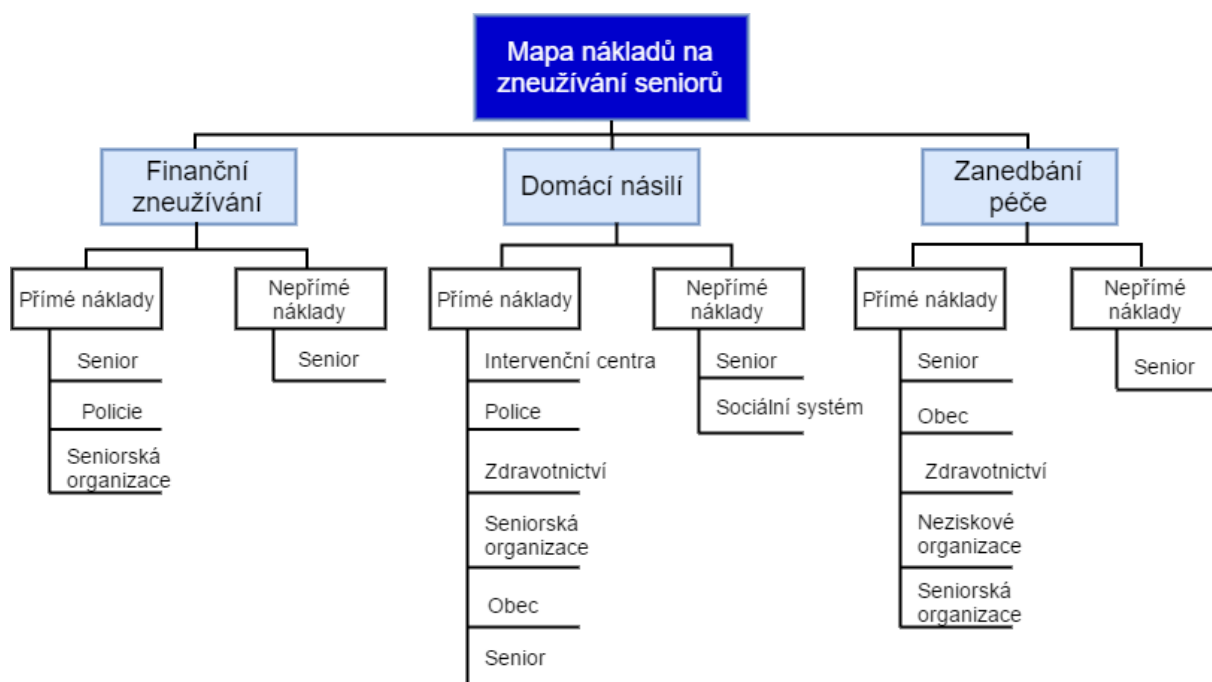 Mapa nákladů na
zneužívání seniorů
Finanční
zneužívání
Domácí násilí
Zanedbání
péče
Přímé náklady
Nepřímé
náklady
Přímé náklady
Nepřímé
náklady
Přímé náklady
Nepřímé
náklady
Senior
Policie
Seniorská
organizace
Senior
Intervenční centra
Police
Zdravotnictví
Seniorská
organizace
Obec
Senior
Senior
Sociální systém
Senior
Obec
Zdravotnictví
Neziskové
organizace
Seniorská
organizace
Senior